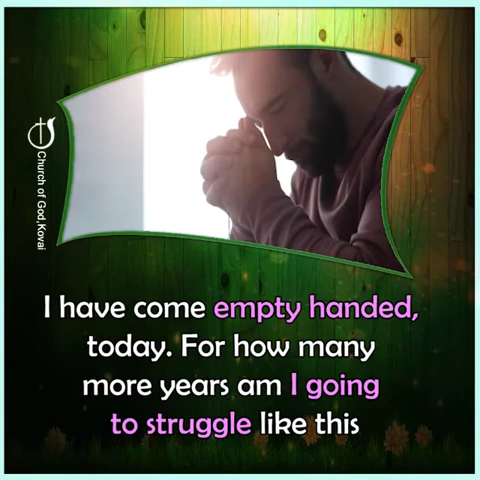 Church of God,Kovai
I have come empty handed,
today. For how many
more years am I going
to struggle like this